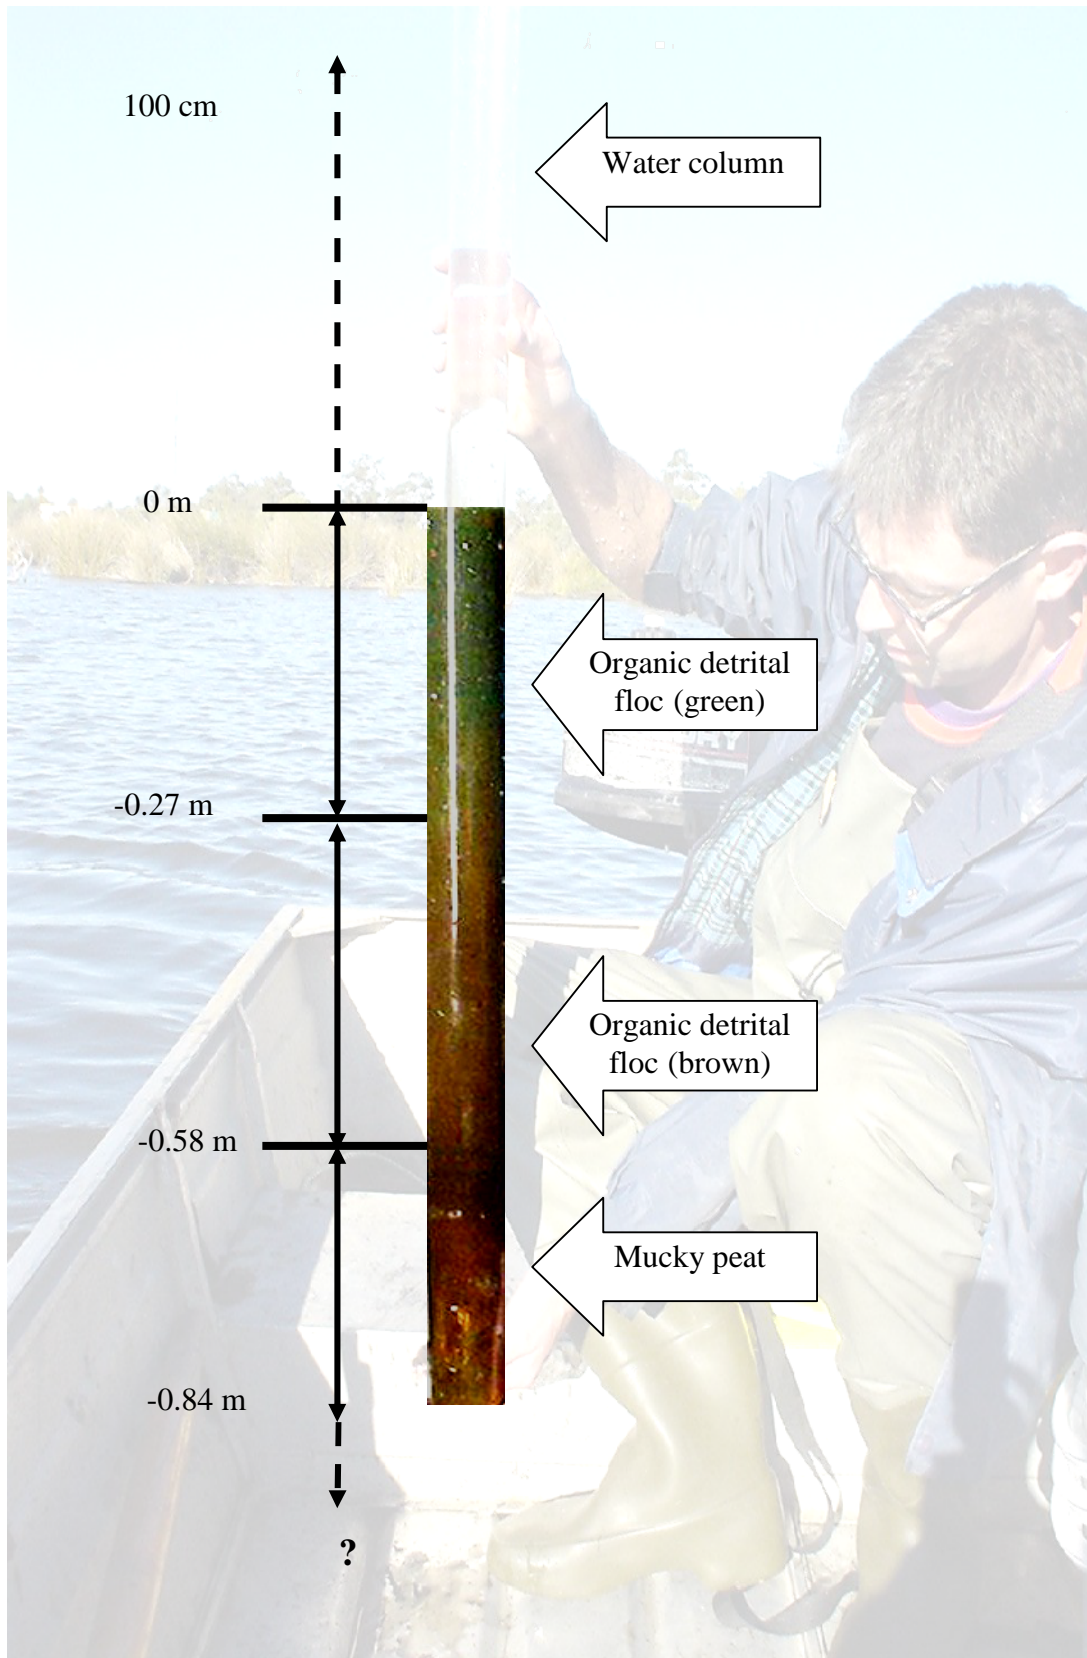 100 cm
Water column
0 m
Organic detrital
floc (green)
-0.27 m
Organic detrital
floc (brown)
-0.58 m
Mucky peat
-0.84 m
?